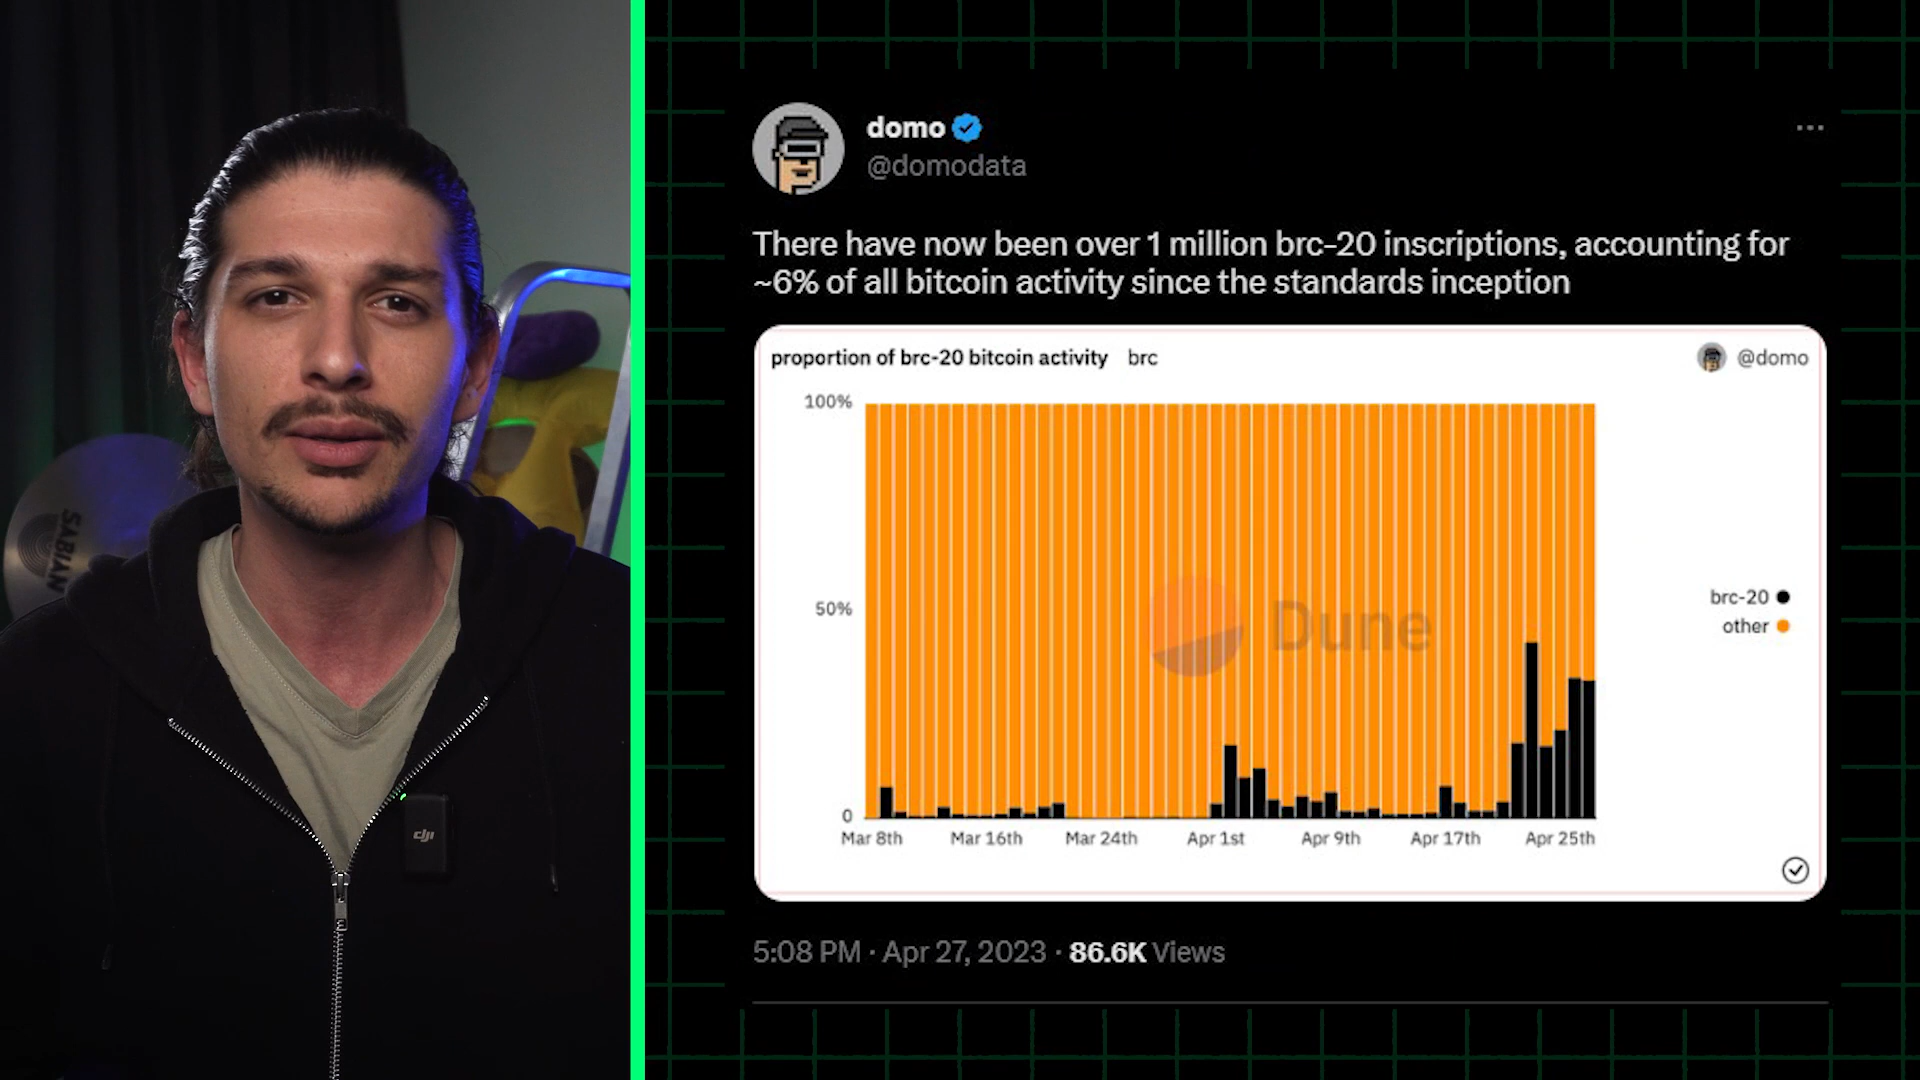 SABIAN
dji
domo
@domodata
There have now been over 1 million brc-20 inscriptions, accounting for
~6% of all bitcoin activity since the standards inception
proportion of brc-20 bitcoin activity brc
@domo
100%
50%
0
Dune
brc-20
other
Mar 8th Mar 16th Mar 24th Apr 1st Apr 9th Apr 17th Apr 25th
5:08 PM · Apr 27, 2023 · 86.6K Views